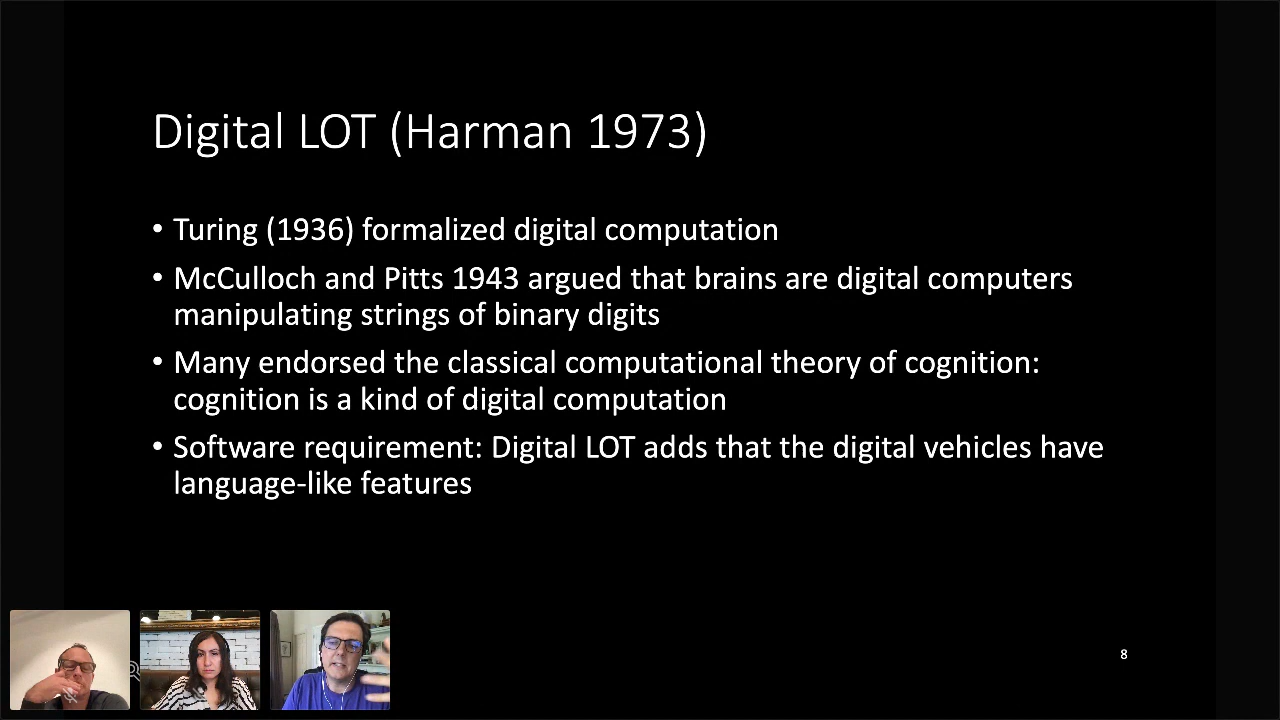 Digital LOT (Harman 1973)
• Turing (1936) formalized digital computation
• McCulloch and Pitts 1943 argued that brains are digital computers
manipulating strings of binary digits
• Many endorsed the classical computational theory of cognition:
cognition is a kind of digital computation
• Software requirement: Digital LOT adds that the digital vehicles have
language-like features
8